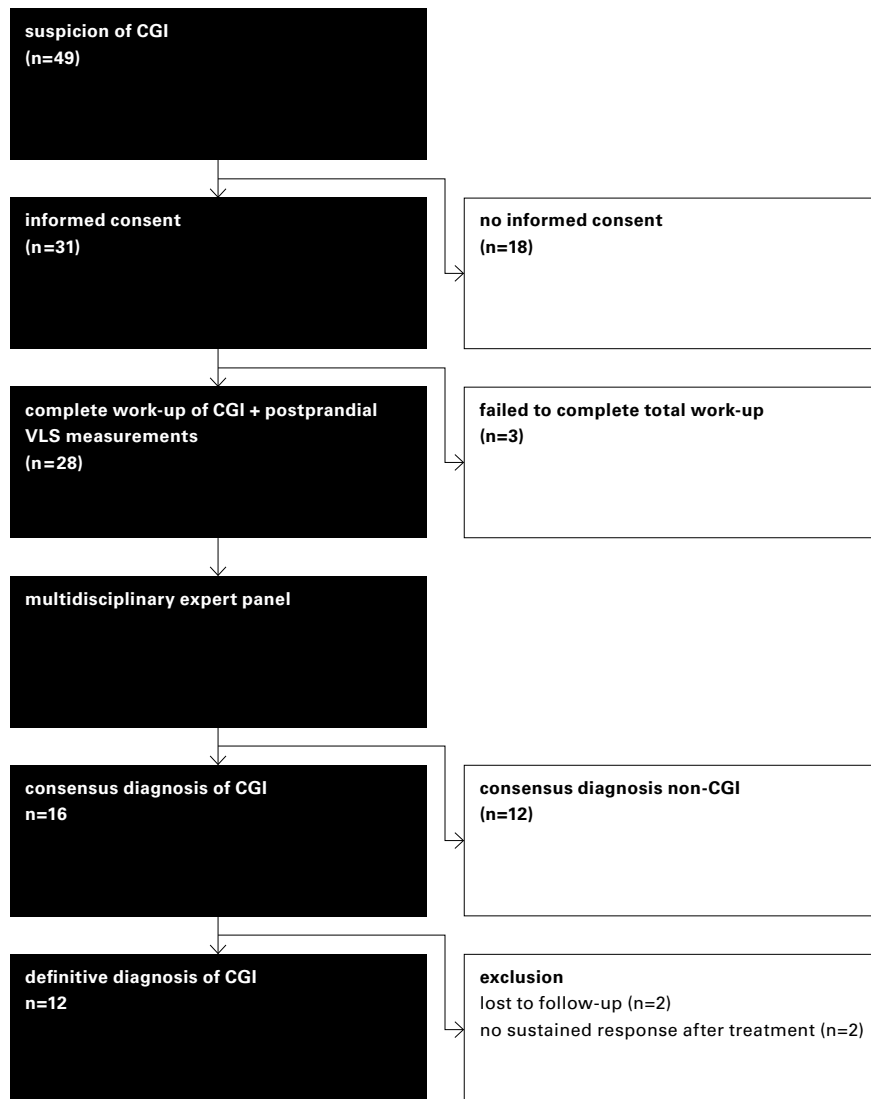 suspicion of CGI
(n=49)
informed consent
(n=31)
no informed consent
(n=18)
complete work-up of CGI + postprandial
VLS measurements
(n=28)
failed to complete total work-up
(n=3)
multidisciplinary expert panel
consensus diagnosis of CGI
n=16
consensus diagnosis non-CGI
(n=12)
definitive diagnosis of CGI
n=12
exclusion
lost to follow-up (n=2)
no sustained response after treatment (n=2)